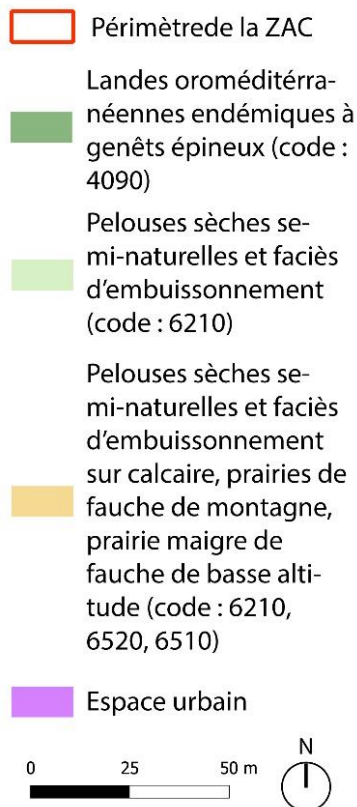 Périmètrede la ZAC
Landes oroméditérra-
néennes endémiques à
genêts épineux (code :
4090)
Pelouses sèches se-
mi-naturelles et faciès
d'embuissonnement
(code : 6210)
Pelouses sèches se-
mi-naturelles et faciès
d'embuissonnement
sur calcaire, prairies de
fauche de montagne,
prairie maigre de
fauche de basse alti-
tude (code : 6210,
6520, 6510)
Espace urbain
N
0 25 50 m